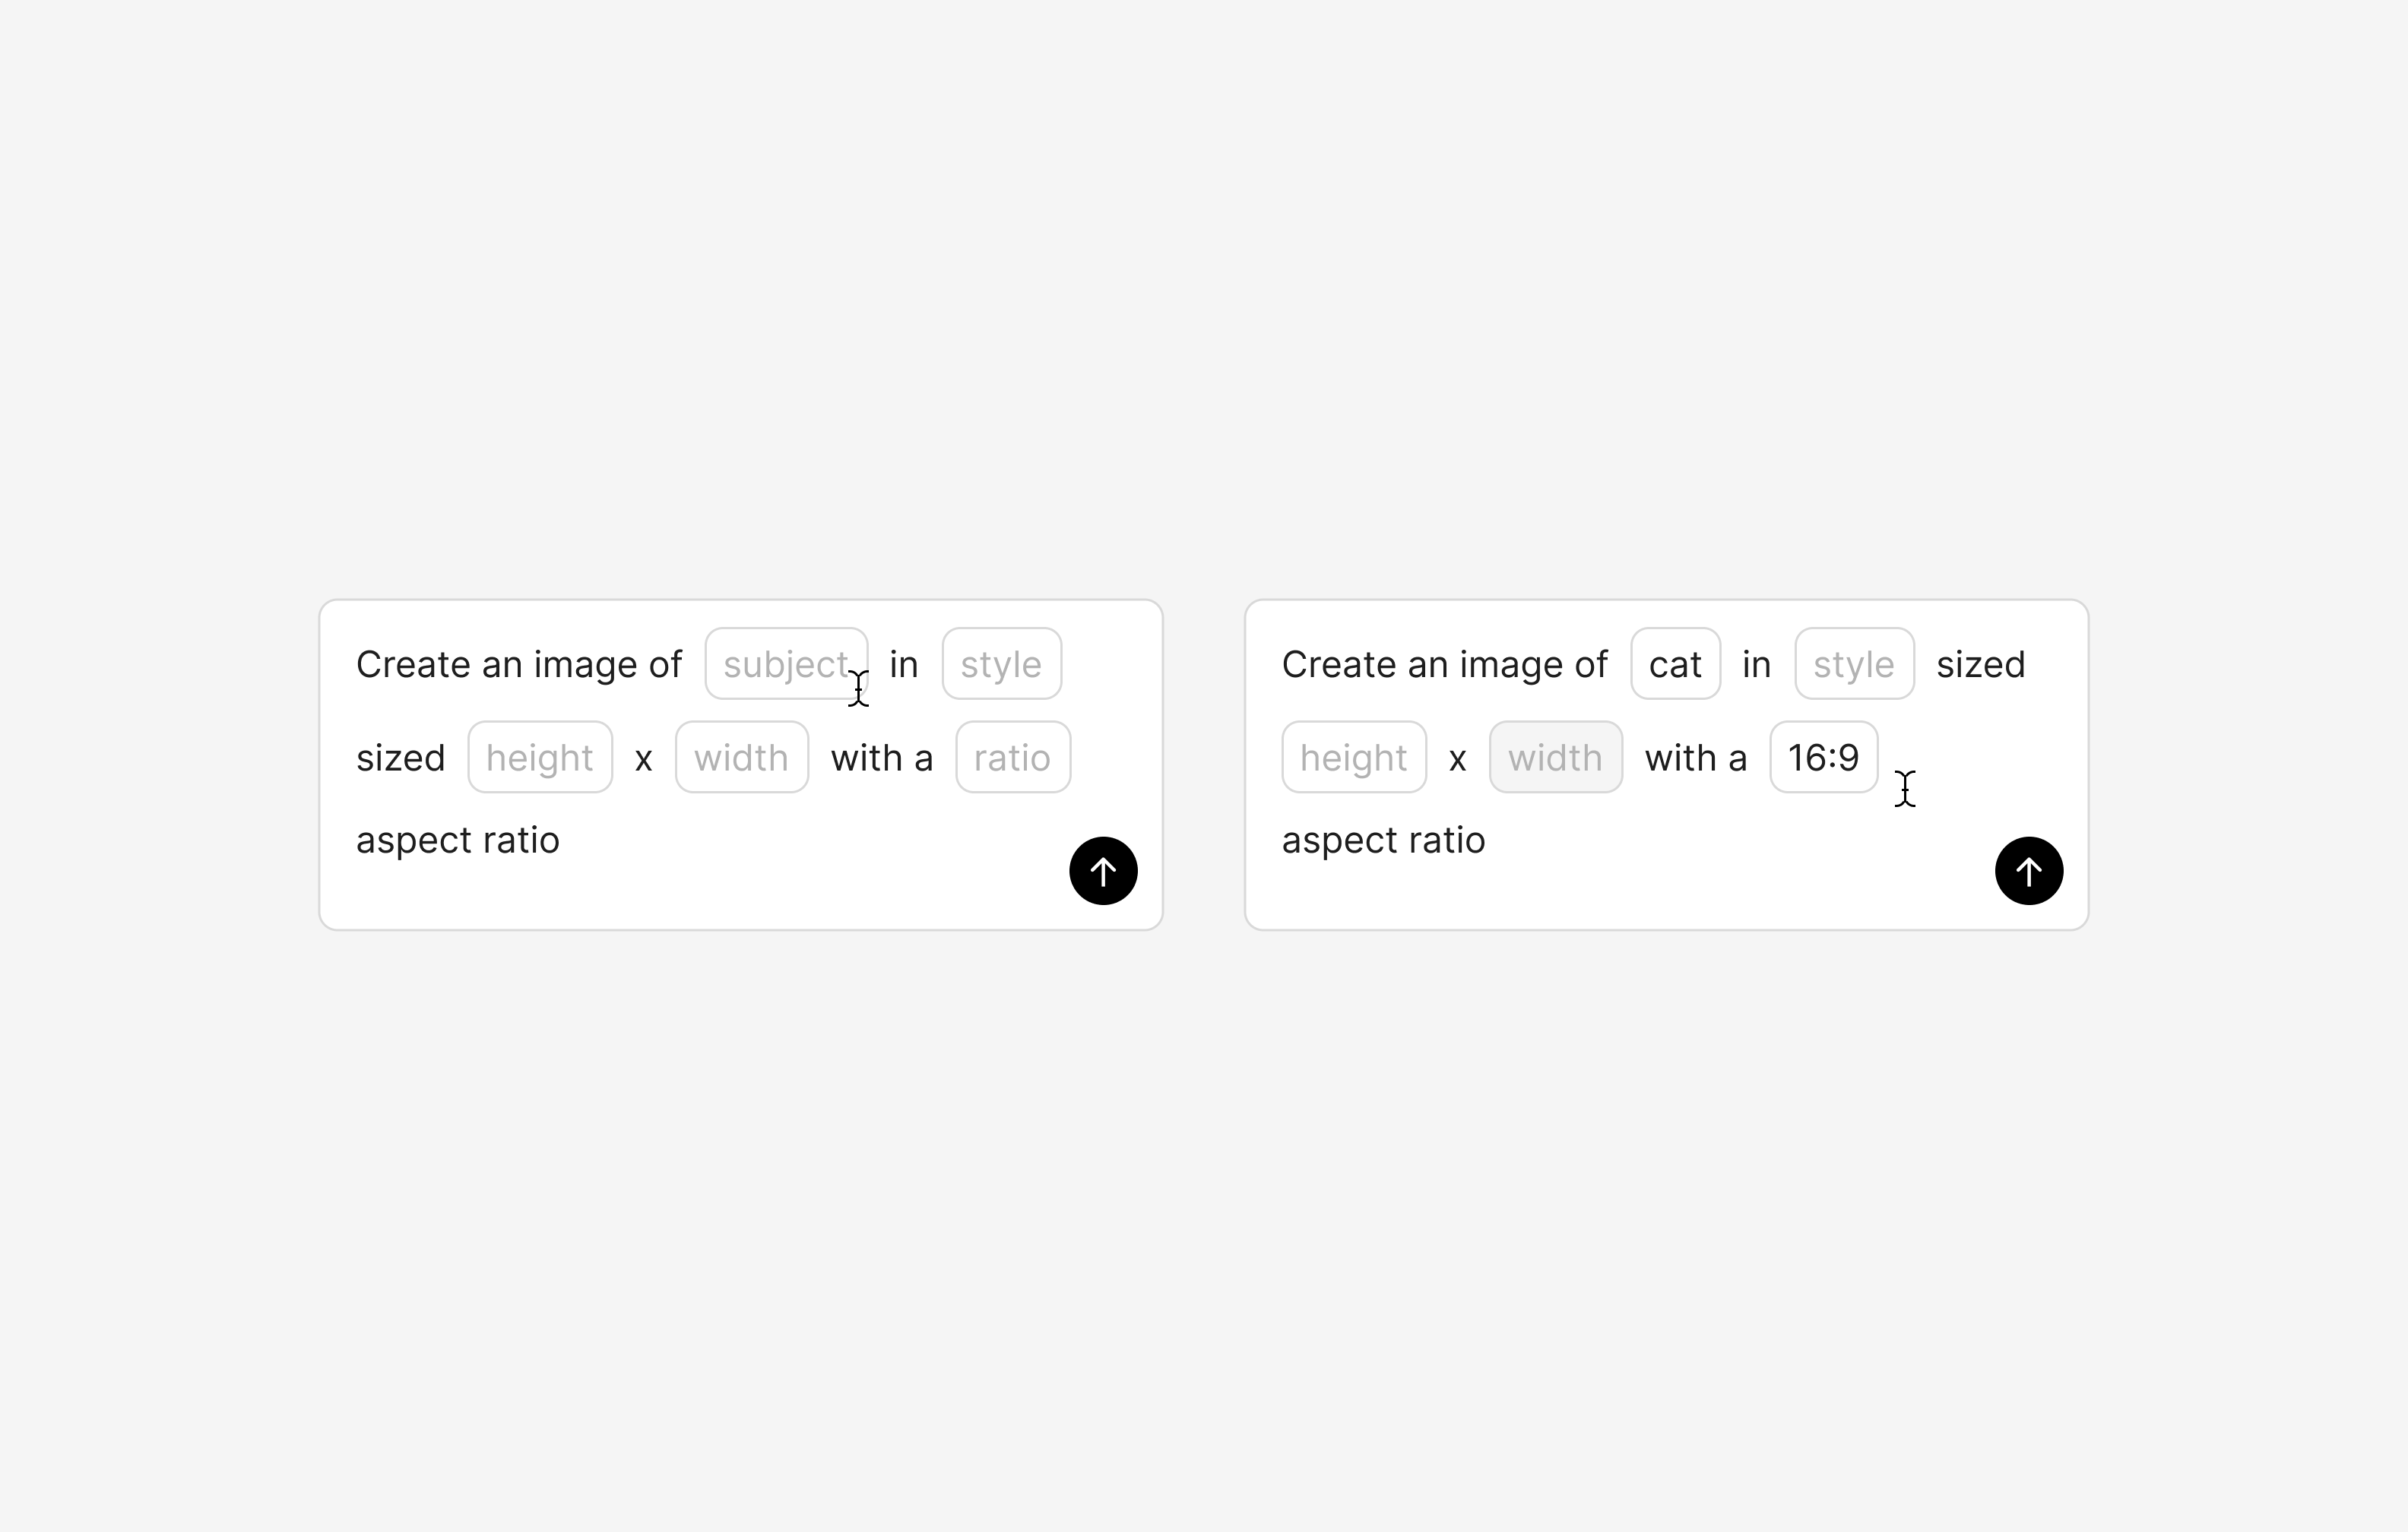 Create an image of subject in style
sized height x width with a ratio
aspect ratio
Create an image of cat in style sized
height x width with a 16:9
aspect ratio